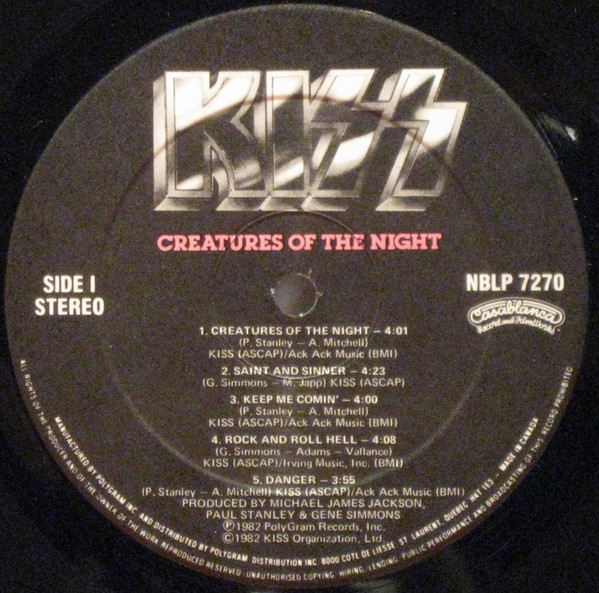 KISS
CREATURES OF THE NIGHT
SIDE I
STEREO
NBLP 7270
Casablanca
Record and FilmWorks
1. CREATURES OF THE NIGHT – 4:01
(P. Stanley – A. Mitchell)
KISS (ASCAP)/Ack Ack Music (BMI)
2. SAINT AND SINNER – 4:23
(G. Simmons – M. Japp) KISS (ASCAP)
3. KEEP ME COMIN' – 4:00
(P. Stanley – A. Mitchell)
KISS (ASCAP)/Ack Ack Music (BMI)
4. ROCK AND ROLL HELL – 4:08
(G. Simmons – Adams – Vallance)
KISS (ASCAP)/Irving Music, Inc. (BMI)
5. DANGER – 3:55
(P. Stanley – A. Mitchell) KISS (ASCAP)/Ack Ack Music (BMI)
PRODUCED BY MICHAEL JAMES JACKSON,
PAUL STANLEY & GENE SIMMONS
Ⓟ1982 PolyGram Records, Inc.
©1982 KISS Organization, Ltd.
MANUFACTURED BY POLYGRAM INC. AND DISTRIBUTED BY POLYGRAM DISTRIBUTION INC. 8000 COTE DE LIESSE ST. LAURENT, QUEBEC H4T 1E3. – MADE IN CANADA
ALL RIGHTS OF THE PRODUCER AND OF THE OWNER OF THE WORK REPRODUCED RESERVED. UNAUTHORISED COPYING, HIRING, LENDING, PUBLIC PERFORMANCE AND BROADCASTING OF THIS RECORD PROHIBITED.